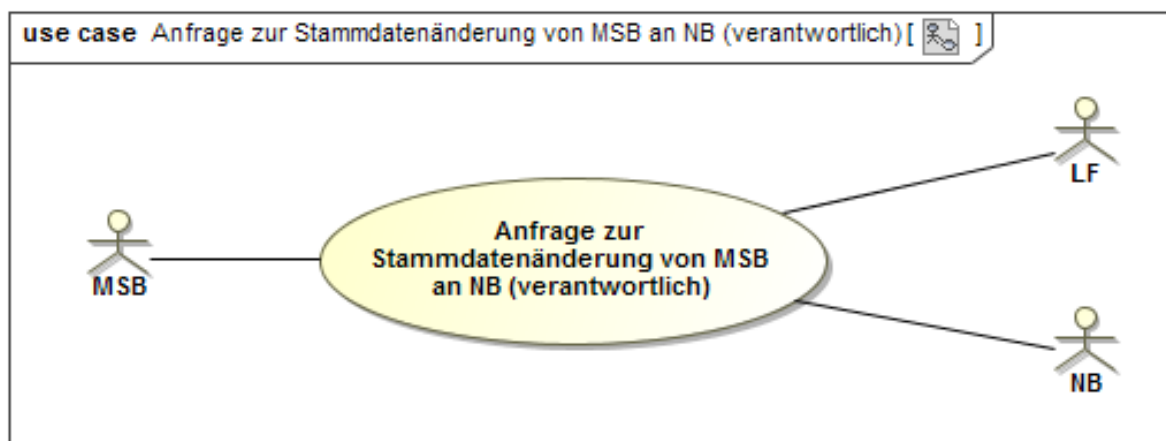 use case Anfrage zur Stammdatenänderung von MSB an NB (verantwortlich) [ ]
LF
Anfrage zur
Stammdatenänderung von MSB
an NB (verantwortlich)
MSB
NB